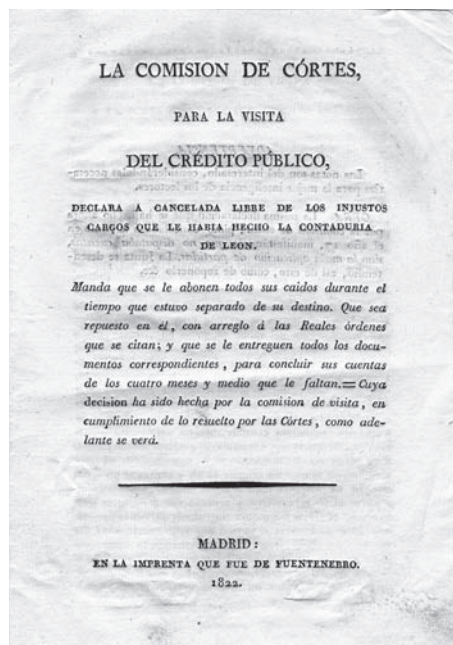 LA COMISION DE CÓRTES,
PARA LA VISITA
DEL CRÉDITO PÚBLICO,
DECLARA A CANCELADA LIBRE DE LOS INJUSTOS
CARGOS QUE LE HABIA HECHO LA CONTADURIA
DE LEON.
Manda que se le abonen todos sus caidos durante el
tiempo que estuvo separado de su destino. Que sea
repuesto en él, con arreglo á las Reales órdenes
que se citan; y que se le entreguen todos los docu-
mentos correspondientes, para concluir sus cuentas
de los cuatro meses y medio que le faltan.=Cuya
decision ha sido hecha por la comision de visita, en
cumplimiento de lo resuelto por las Córtes, como ade-
lante se verá.
MADRID:
EN LA IMPRENTA QUE FUE DE FUENTENEBRO.
1822.